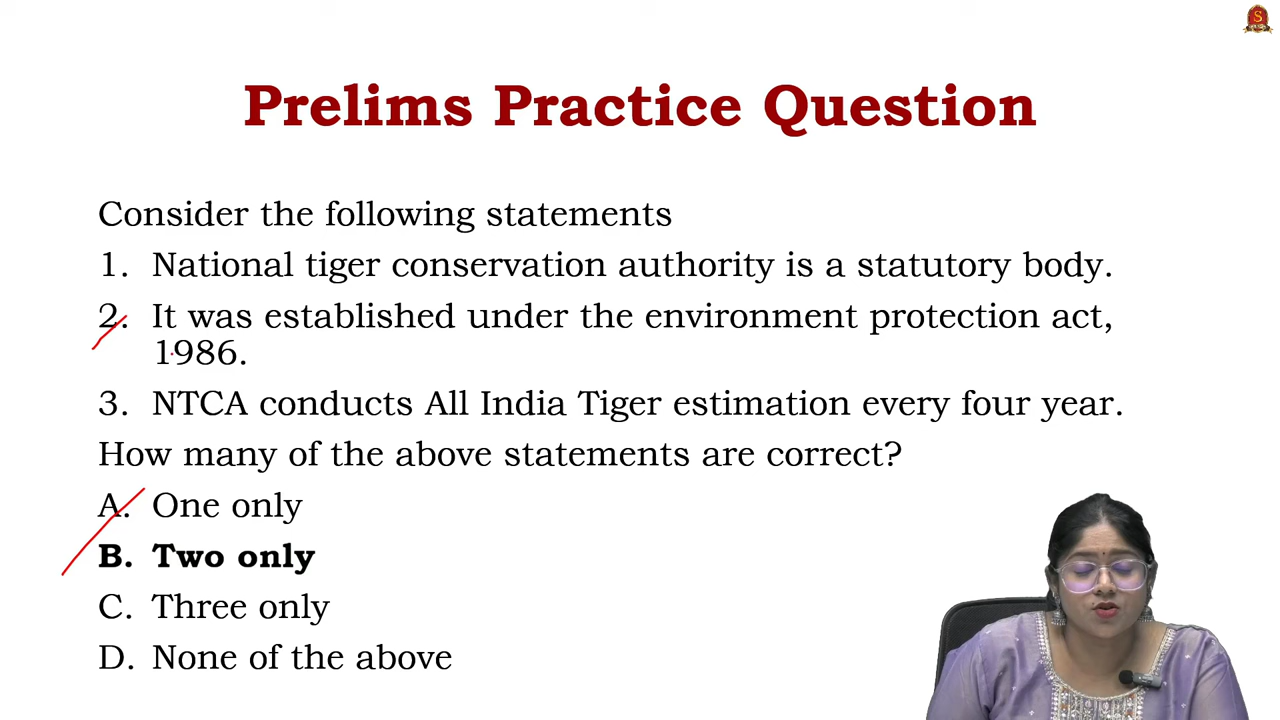 Prelims Practice Question
Consider the following statements
1. National tiger conservation authority is a statutory body.
2. It was established under the environment protection act,
1986.
3. NTCA conducts All India Tiger estimation every four year.
How many of the above statements are correct?
A. One only
B. Two only
C. Three only
D. None of the above
S